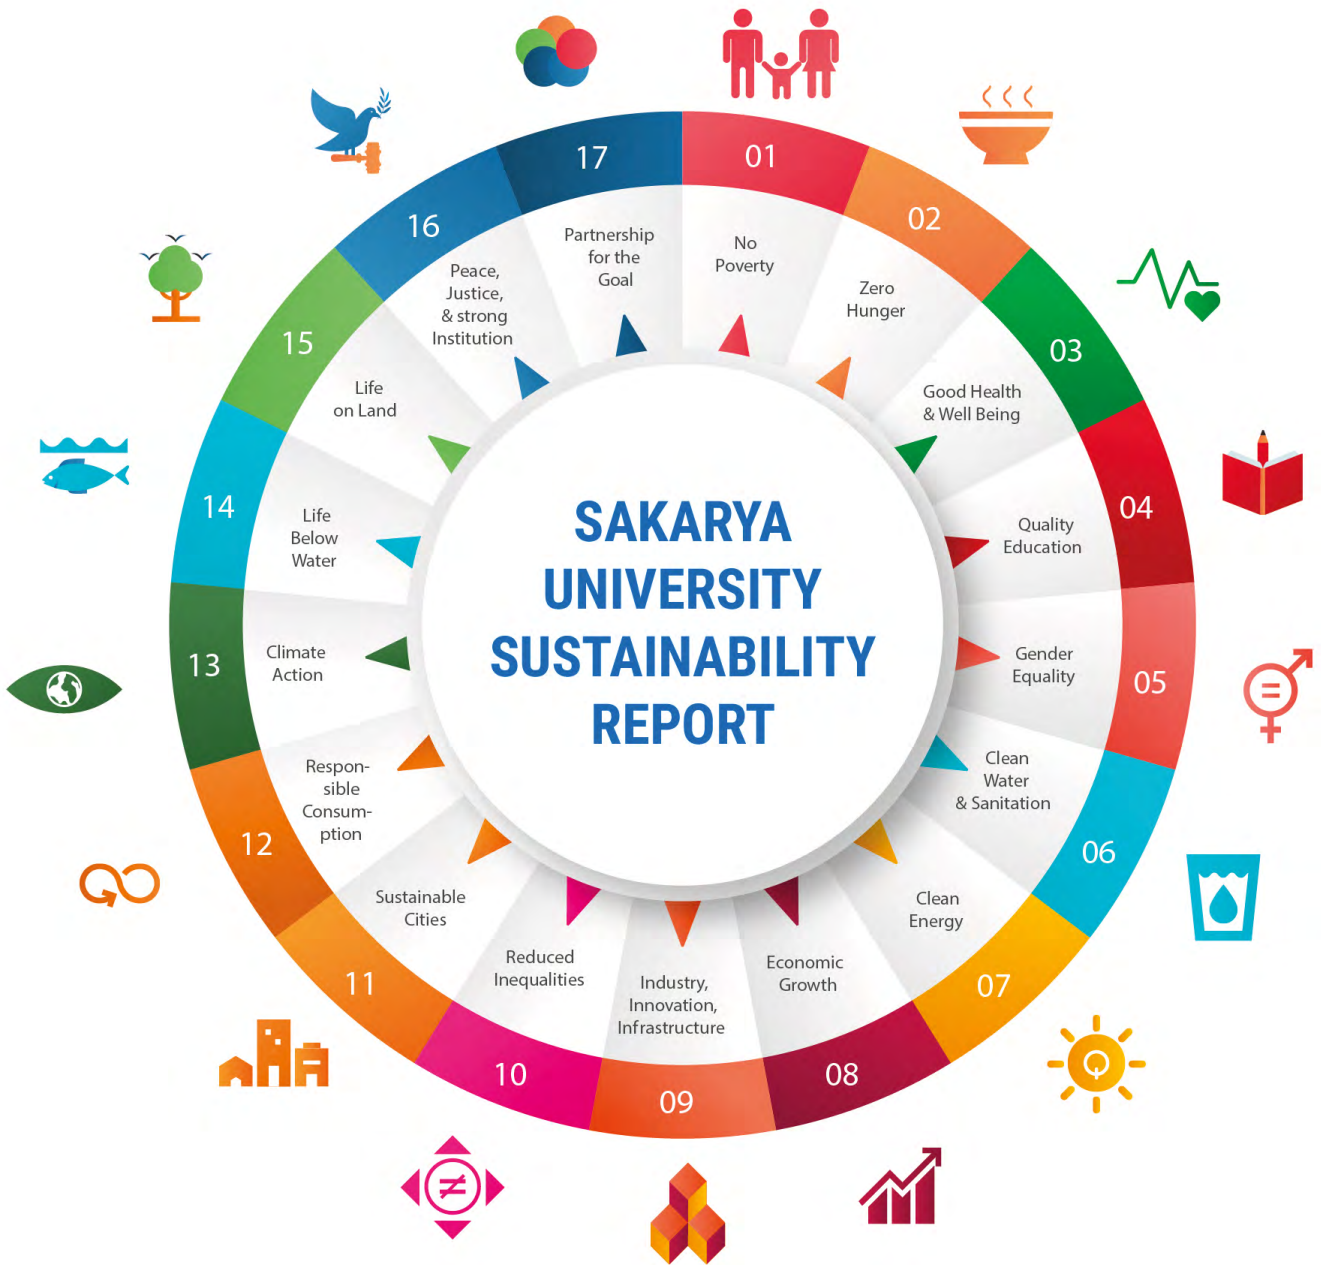 SAKARYA
UNIVERSITY
SUSTAINABILITY
REPORT
01
No
Poverty
02
Zero
Hunger
03
Good Health
& Well Being
04
Quality
Education
05
Gender
Equality
06
Clean
Water
& Sanitation
07
Clean
Energy
08
Economic
Growth
09
Industry,
Innovation,
Infrastructure
10
Reduced
Inequalities
11
Sustainable
Cities
12
Respon-
sible
Consum-
ption
13
Climate
Action
14
Life
Below
Water
15
Life
on Land
16
Peace,
Justice,
& strong
Institution
17
Partnership
for the
Goal